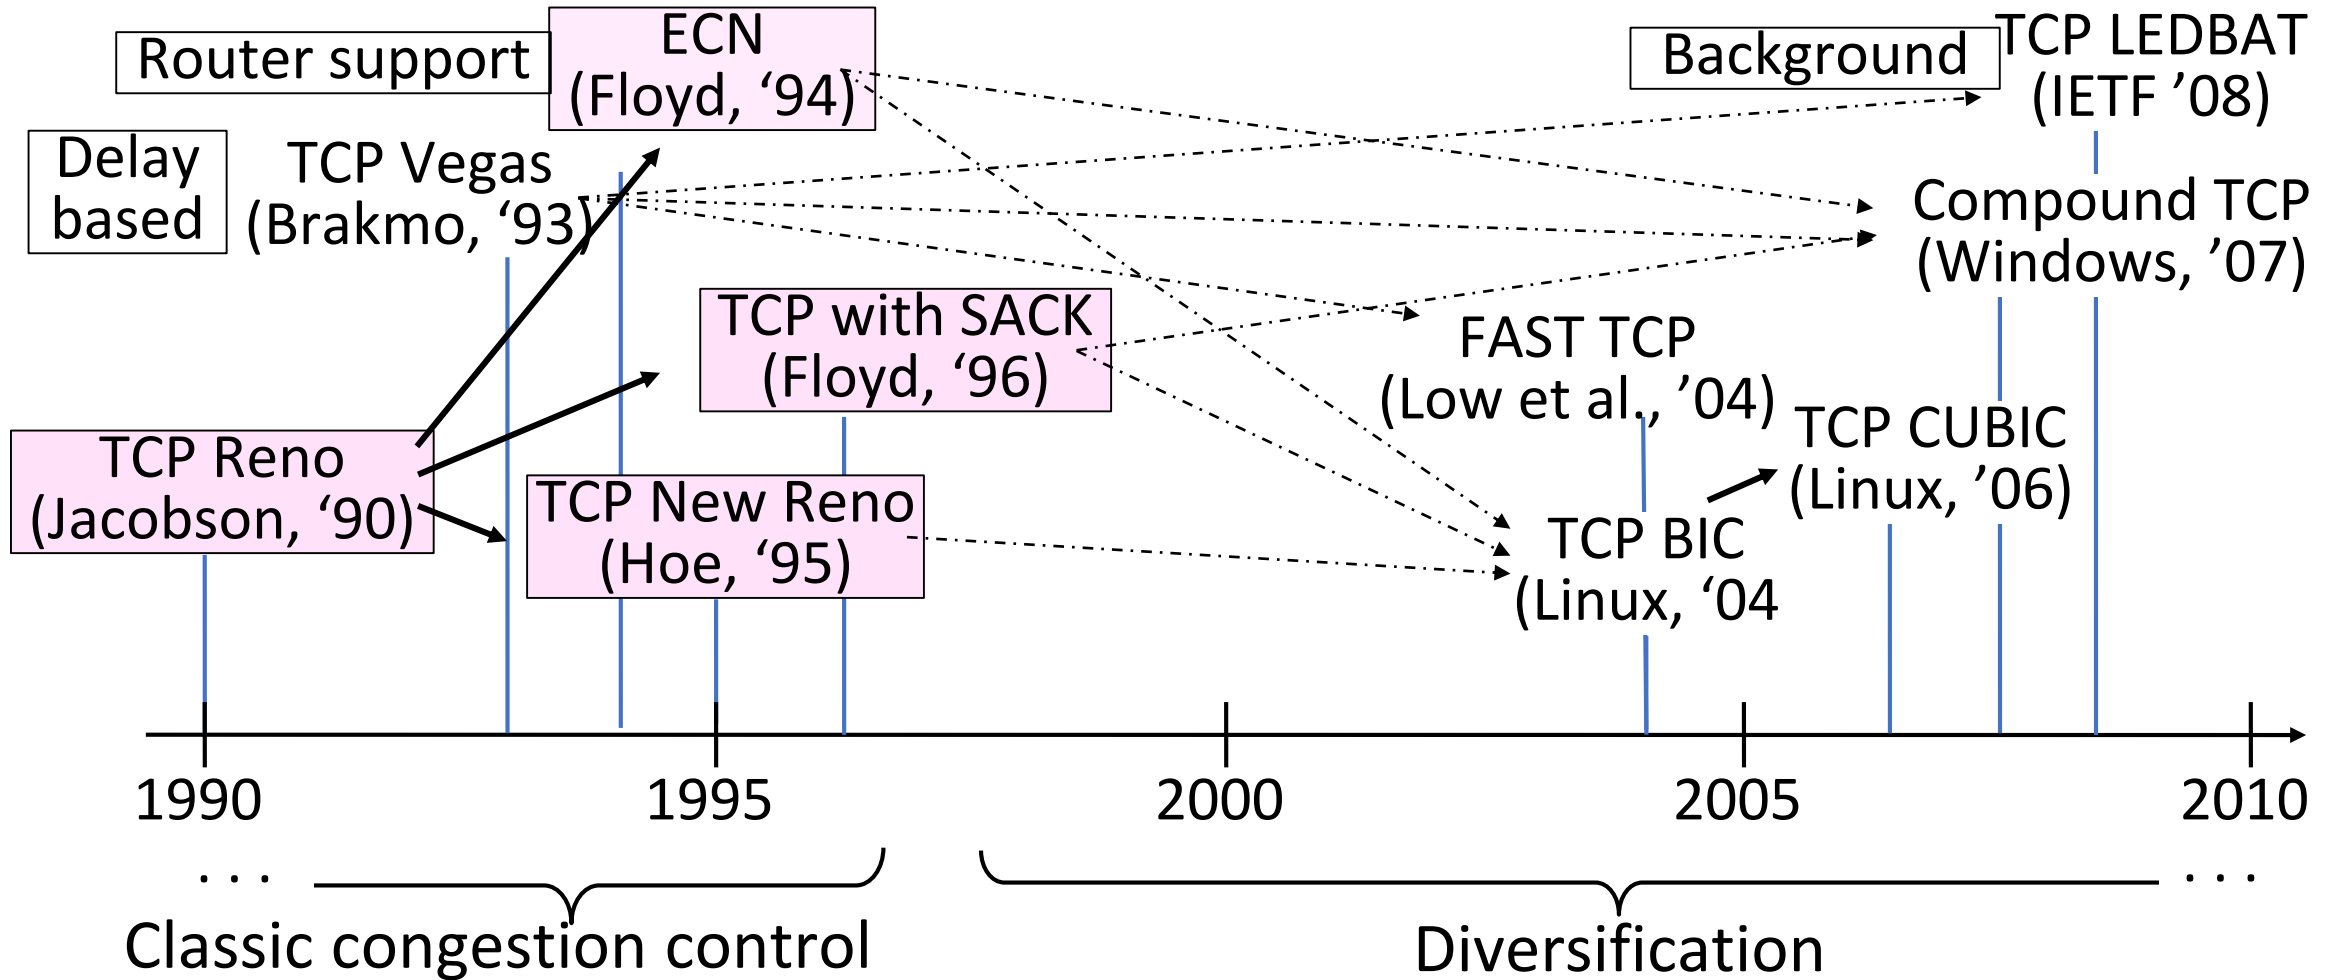 Router support
ECN
(Floyd, ‘94)
Background
TCP LEDBAT
(IETF ’08)
Delay
based
TCP Vegas
(Brakmo, ‘93)
Compound TCP
(Windows, ’07)
TCP with SACK
(Floyd, ‘96)
FAST TCP
(Low et al., ’04)
TCP Reno
(Jacobson, ‘90)
TCP New Reno
(Hoe, ‘95)
TCP CUBIC
(Linux, ’06)
TCP BIC
(Linux, ‘04
1990
1995
2000
2005
2010
. . .
. . .
Classic congestion control
Diversification